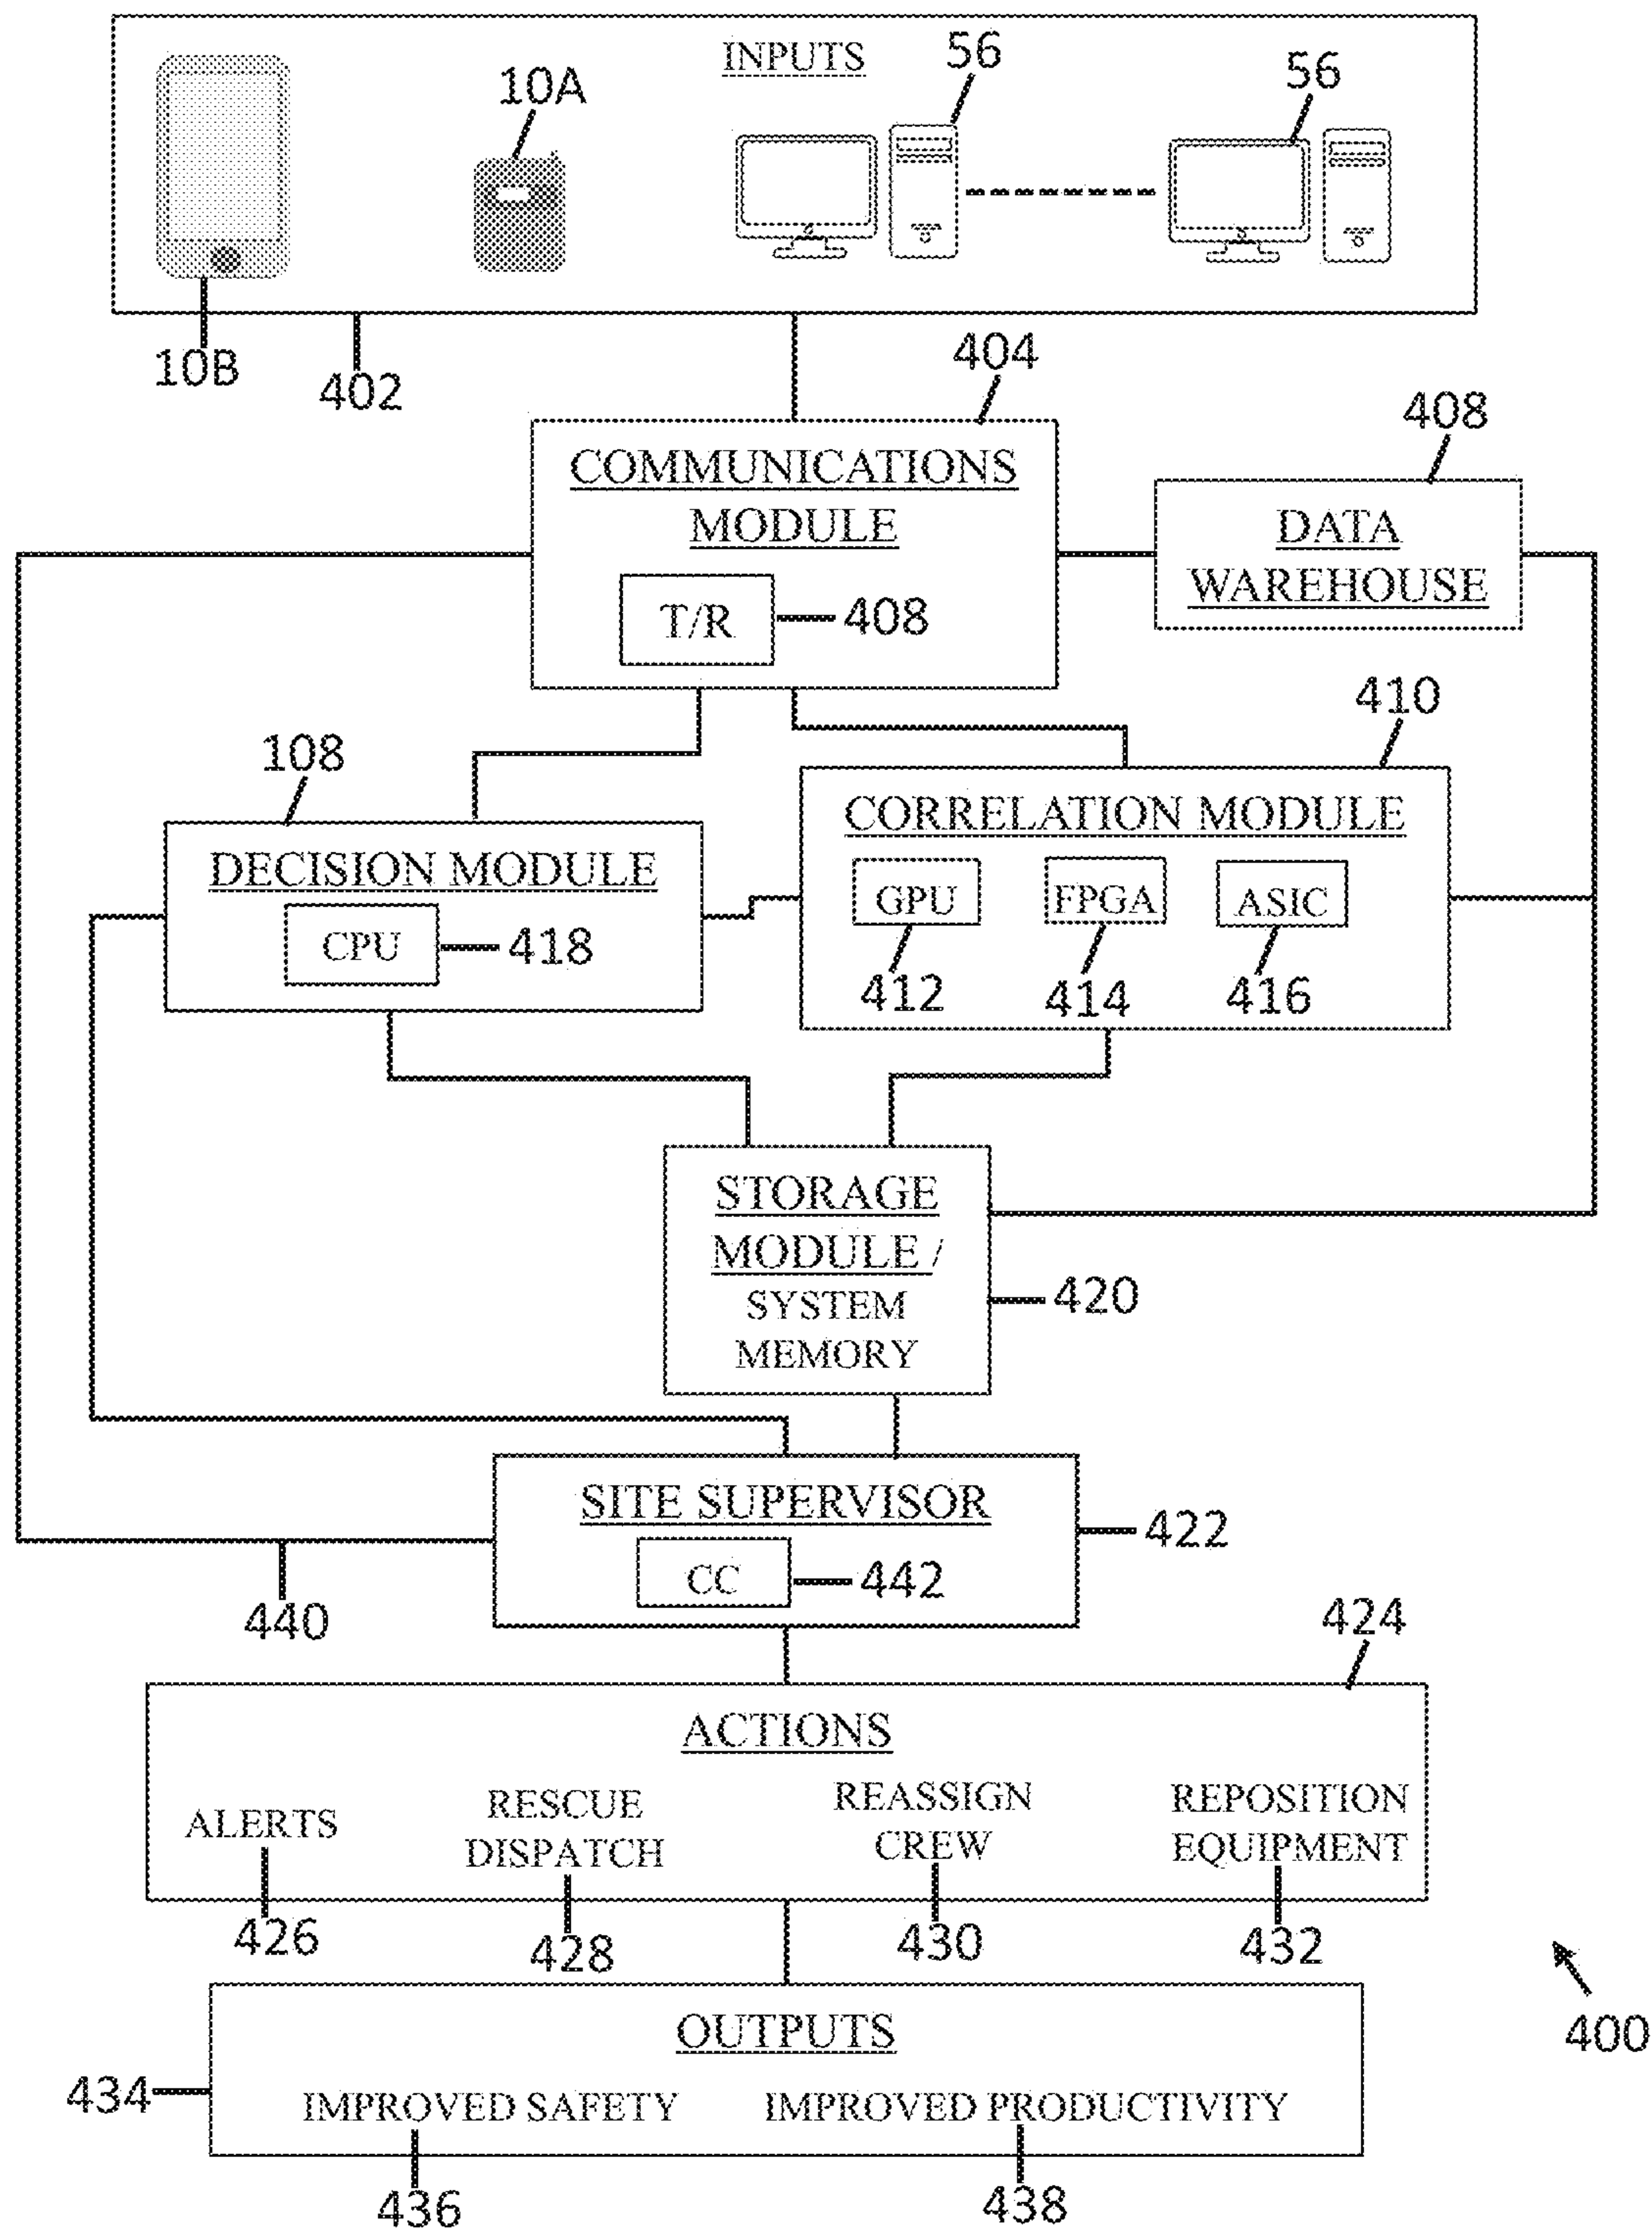 INPUTS
56
56
10A
10B
402
404
408
COMMUNICATIONS
MODULE
DATA
WAREHOUSE
T/R
408
410
108
CORRELATION MODULE
DECISION MODULE
GPU
FPGA
ASIC
CPU
418
412
414
416
STORAGE
MODULE /
SYSTEM
MEMORY
420
SITE SUPERVISOR
422
CC
442
440
424
ACTIONS
ALERTS
RESCUE
DISPATCH
REASSIGN
CREW
REPOSITION
EQUIPMENT
426
428
430
432
400
OUTPUTS
434
IMPROVED SAFETY
IMPROVED PRODUCTIVITY
436
438